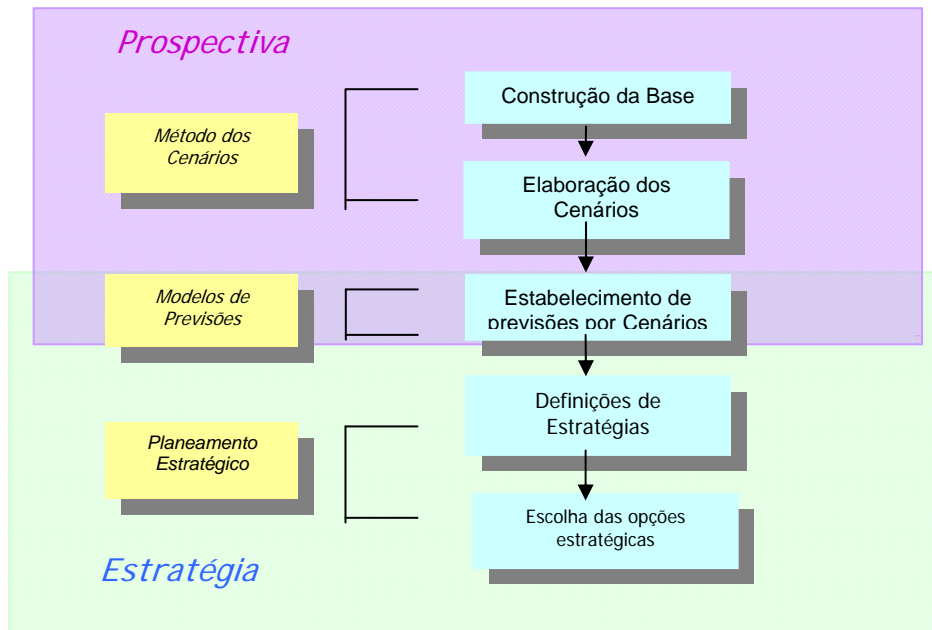 Prospectiva
Construção da Base
Método dos
Cenários
Elaboração dos
Cenários
Modelos de
Previsões
Estabelecimento de
previsões por Cenários
Definições de
Estratégias
Planeamento
Estratégico
Escolha das opções
estratégicas
Estratégia